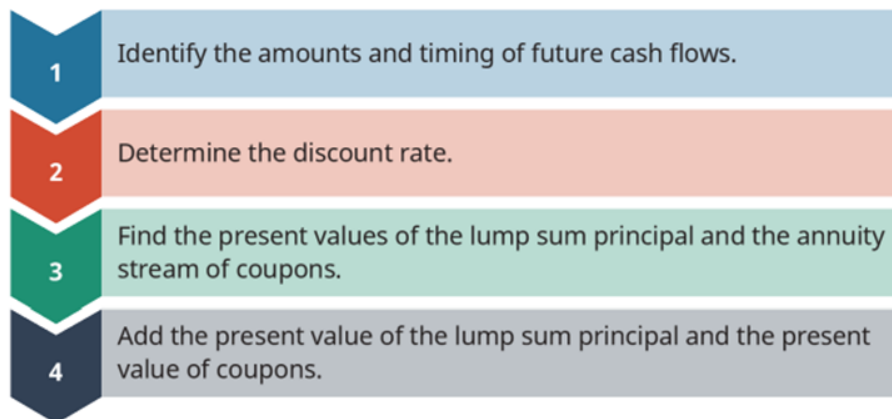 1 Identify the amounts and timing of future cash flows.
2 Determine the discount rate.
3 Find the present values of the lump sum principal and the annuity
stream of coupons.
4 Add the present value of the lump sum principal and the present
value of coupons.